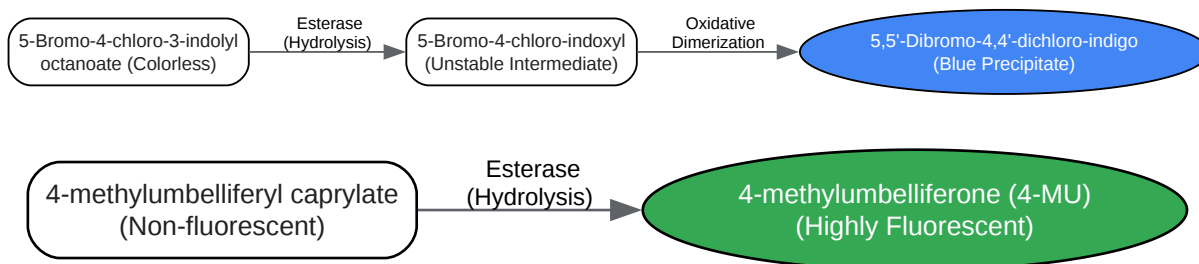 5-Bromo-4-chloro-3-indolyl
octanoate (Colorless)
Esterase
(Hydrolysis)
5-Bromo-4-chloro-indoxyl
(Unstable Intermediate)
Oxidative
Dimerization
5,5'-Dibromo-4,4'-dichloro-indigo
(Blue Precipitate)
4-methylumbelliferyl caprylate
(Non-fluorescent)
Esterase
(Hydrolysis)
4-methylumbelliferone (4-MU)
(Highly Fluorescent)